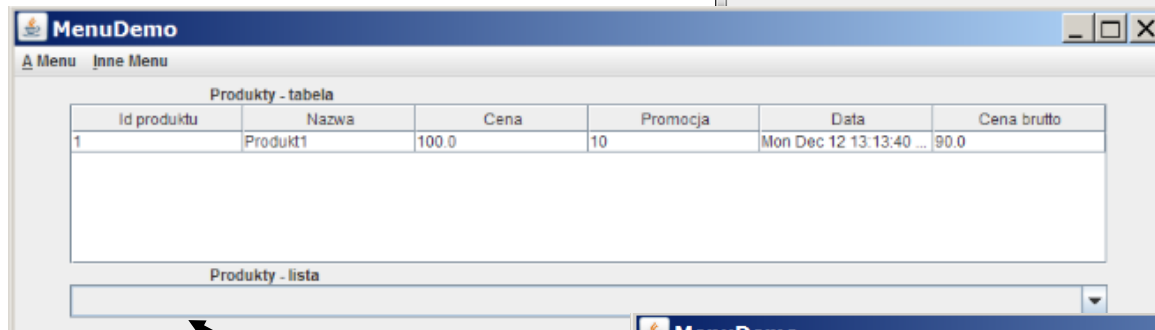 MenuDemo
A Menu Inne Menu
Produkty - tabela
Id produktu Nazwa Cena Promocja Data Cena brutto
1 Produkt1 100.0 10 Mon Dec 12 13:13:40 ... 90.0
Produkty - lista
MenuDemo